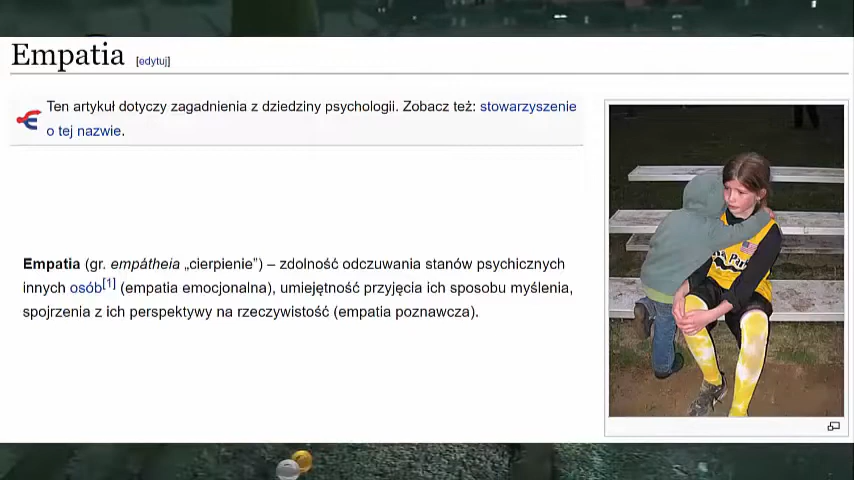 Empatia [edytuj]
Ten artykuł dotyczy zagadnienia z dziedziny psychologii. Zobacz też: stowarzyszenie
o tej nazwie.
Empatia (gr. empátheia „cierpienie”) – zdolność odczuwania stanów psychicznych
innych osób[1] (empatia emocjonalna), umiejętność przyjęcia ich sposobu myślenia,
spojrzenia z ich perspektywy na rzeczywistość (empatia poznawcza).